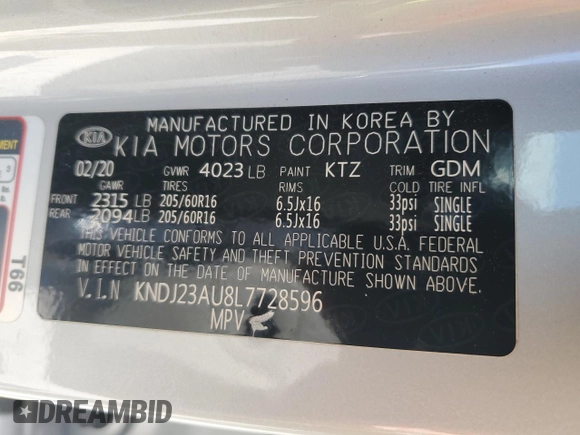 MANUFACTURED IN KOREA BY
KIA KIA MOTORS CORPORATION
02/20 GVWR 4023 LB PAINT KTZ TRIM GDM
GAWR TIRES RIMS COLD TIRE INFL
FRONT 2315 LB 205/60R16 6.5Jx16 33psi SINGLE
REAR 2094 LB 205/60R16 6.5Jx16 33psi SINGLE
THIS VEHICLE CONFORMS TO ALL APPLICABLE U.S.A. FEDERAL
MOTOR VEHICLE SAFETY AND THEFT PREVENTION STANDARDS
IN EFFECT ON THE DATE OF MANUFACTURE SHOWN ABOVE.
V.I.N KNDJ23AU8L7728596
MPV
T66
DREAMBID